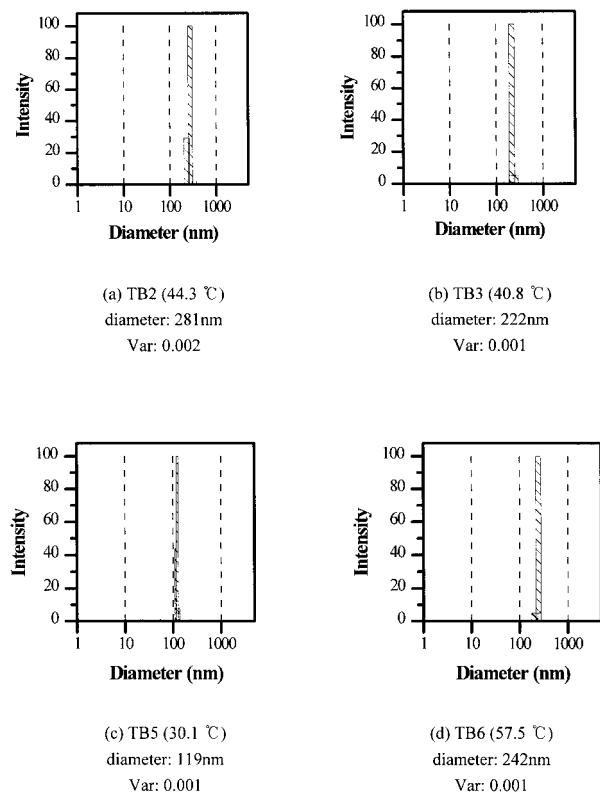 100
80
60
40
20
0
Intensity
1 10 100 1000
Diameter (nm)
(a) TB2 (44.3 ℃)
diameter: 281nm
Var: 0.002
100
80
60
40
20
0
Intensity
1 10 100 1000
Diameter (nm)
(b) TB3 (40.8 ℃)
diameter: 222nm
Var: 0.001
100
80
60
40
20
0
Intensity
1 10 100 1000
Diameter (nm)
(c) TB5 (30.1 ℃)
diameter: 119nm
Var: 0.001
100
80
60
40
20
0
Intensity
1 10 100 1000
Diameter (nm)
(d) TB6 (57.5 ℃)
diameter: 242nm
Var: 0.001